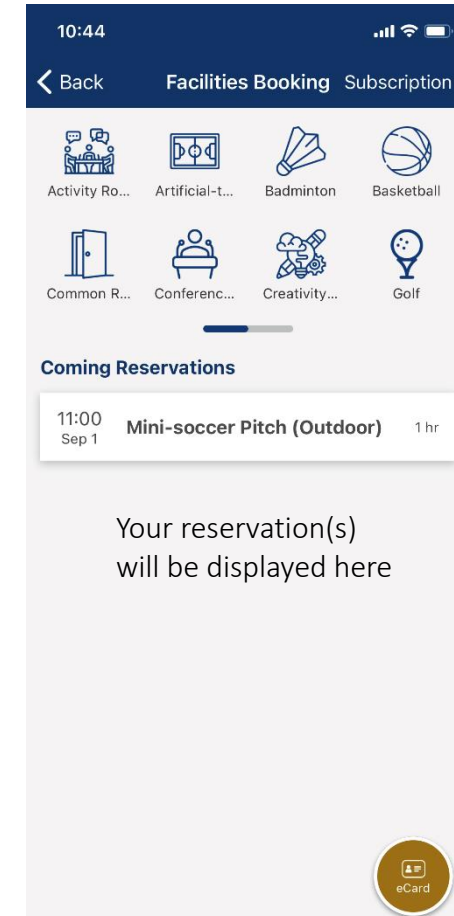 10:44
Back Facilities Booking Subscription
Activity Ro... Artificial-t... Badminton Basketball
Common R... Conferenc... Creativity... Golf
Coming Reservations
11:00 Mini-soccer Pitch (Outdoor) 1 hr
Sep 1
Your reservation(s)
will be displayed here
eCard